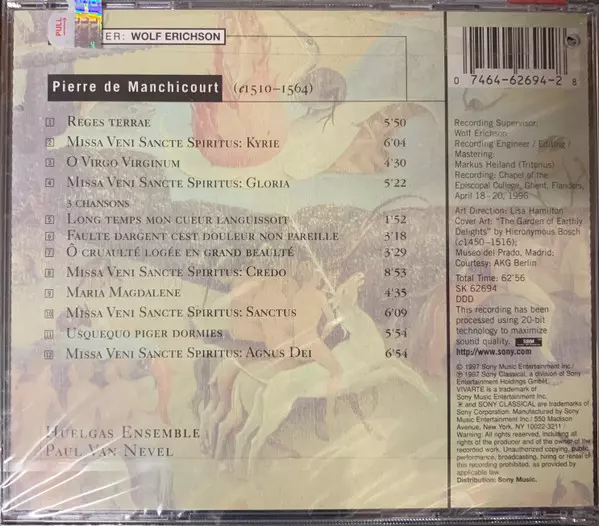 PULL
ER: WOLF ERICHSON
Pierre de Manchicourt (c1510–1564)
1 REGES TERRAE 5'50
2 MISSA VENI SANCTE SPIRITUS: KYRIE 6'04
3 O VIRGO VIRGINUM 4'30
4 MISSA VENI SANCTE SPIRITUS: GLORIA 5'22
3 CHANSONS
5 LONG TEMPS MON CUEUR LANGUISSOIT 1'52
6 FAULTE DARGENT C'EST DOULEUR NON PAREILLE 3'18
7 Ô CRUAULTÉ LOGÉE EN GRAND BEAULTÉ 3'29
8 MISSA VENI SANCTE SPIRITUS: CREDO 8'53
9 MARIA MAGDALENE 4'35
10 MISSA VENI SANCTE SPIRITUS: SANCTUS 6'09
11 USQUEQUO PIGER DORMIES 5'54
12 MISSA VENI SANCTE SPIRITUS: AGNUS DEI 6'54
HUELGAS ENSEMBLE
PAUL VAN NEVEL
0 7464-62694-2 8
Recording Supervisor:
Wolf Erichson
Recording Engineer / Editing /
Mastering:
Markus Heiland (Tritonus)
Recording: Chapel of the
Episcopal College, Ghent, Flanders,
April 18–20, 1996
Art Direction: Lisa Hamilton
Cover Art: "The Garden of Earthly
Delights" by Hieronymous Bosch
(c1450–1516);
Museo del Prado, Madrid;
Courtesy: AKG Berlin
Total Time: 62'56
SK 62694
DDD
This recording has been
processed using 20-bit
technology to maximize
sound quality. SBM
http://www.sony.com
℗ 1997 Sony Music Entertainment Inc. /
© 1997 Sony Classical, a division of Sony
Entertainment Holdings GmbH.
VIVARTE is a trademark of
Sony Music Entertainment Inc.
and SONY CLASSICAL are trademarks of
Sony Corporation. Manufactured by Sony
Music Entertainment Inc./ 550 Madison
Avenue, New York, NY 10022-3211 /
Warning: All rights reserved, including all
rights of the producer and of the owner of
the recorded work. Unauthorized copying, public
performance, broadcasting, hiring or rental of
this recording prohibited, as provided by
applicable law.
Distribution: Sony Music.